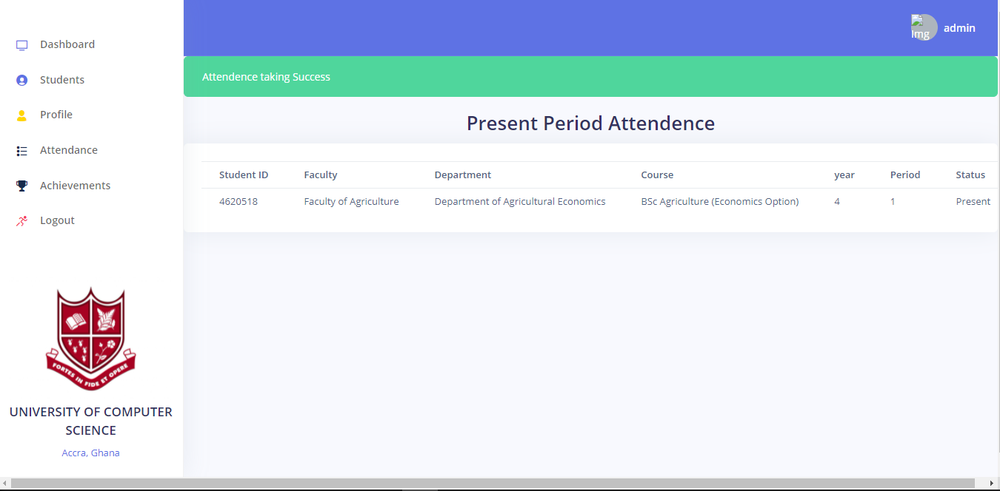 Dashboard
Students
Profile
Attendance
Achievements
Logout
FORTES IN FIDE ET OPERE
UNIVERSITY OF COMPUTER
SCIENCE
Accra, Ghana
Img
admin
Attendence taking Success
Present Period Attendence
Student ID Faculty Department Course year Period Status
4620518 Faculty of Agriculture Department of Agricultural Economics BSc Agriculture (Economics Option) 4 1 Present